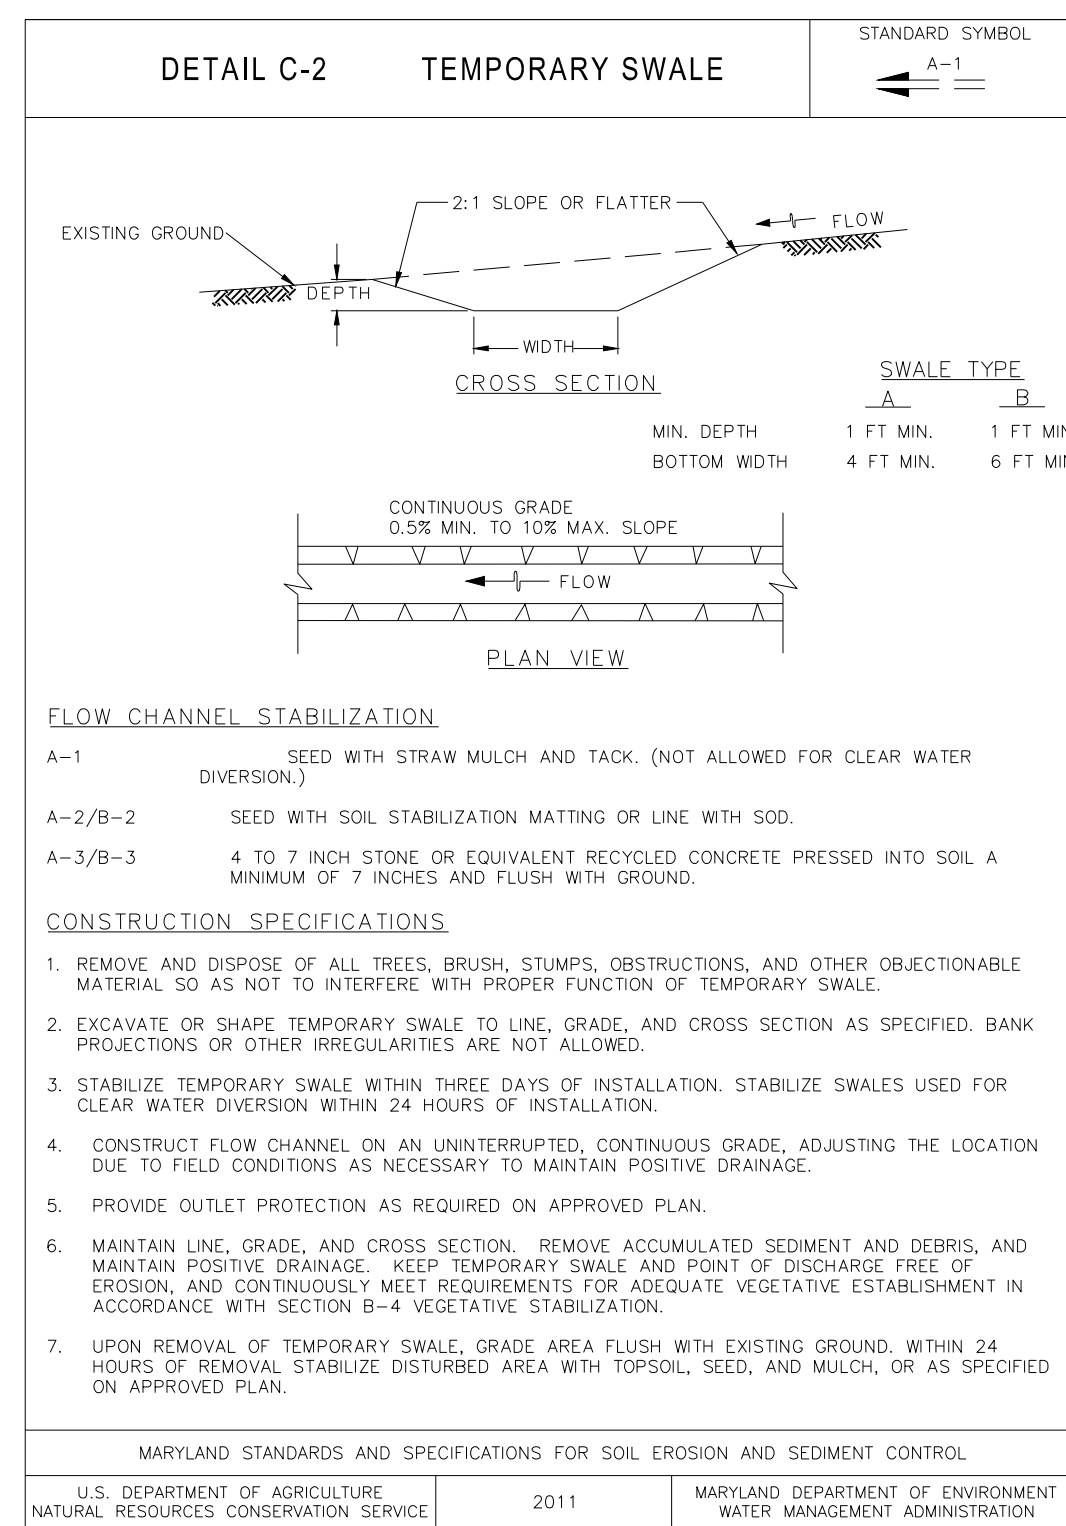 DETAIL C-2 TEMPORARY SWALE
STANDARD SYMBOL
A-1
2:1 SLOPE OR FLATTER
FLOW
EXISTING GROUND
DEPTH
WIDTH
CROSS SECTION
SWALE TYPE
A B
MIN. DEPTH 1 FT MIN. 1 FT
BOTTOM WIDTH 4 FT MIN. 6 FT
CONTINUOUS GRADE
0.5% MIN. TO 10% MAX. SLOPE
FLOW
PLAN VIEW
FLOW CHANNEL STABILIZATION
A-1 SEED WITH STRAW MULCH AND TACK. (NOT ALLOWED FOR CLEAR WATER
DIVERSION.)
A-2/B-2 SEED WITH SOIL STABILIZATION MATTING OR LINE WITH SOD.
A-3/B-3 4 TO 7 INCH STONE OR EQUIVALENT RECYCLED CONCRETE PRESSED INTO SOIL A
MINIMUM OF 7 INCHES AND FLUSH WITH GROUND.
CONSTRUCTION SPECIFICATIONS
1. REMOVE AND DISPOSE OF ALL TREES, BRUSH, STUMPS, OBSTRUCTIONS, AND OTHER OBJECTIONABLE
MATERIAL SO AS NOT TO INTERFERE WITH PROPER FUNCTION OF TEMPORARY SWALE.
2. EXCAVATE OR SHAPE TEMPORARY SWALE TO LINE, GRADE, AND CROSS SECTION AS SPECIFIED. BANK
PROJECTIONS OR OTHER IRREGULARITIES ARE NOT ALLOWED.
3. STABILIZE TEMPORARY SWALE WITHIN THREE DAYS OF INSTALLATION. STABILIZE SWALES USED FOR
CLEAR WATER DIVERSION WITHIN 24 HOURS OF INSTALLATION.
4. CONSTRUCT FLOW CHANNEL ON AN UNINTERRUPTED, CONTINUOUS GRADE, ADJUSTING THE LOCATION
DUE TO FIELD CONDITIONS AS NECESSARY TO MAINTAIN POSITIVE DRAINAGE.
5. PROVIDE OUTLET PROTECTION AS REQUIRED ON APPROVED PLAN.
6. MAINTAIN LINE, GRADE, AND CROSS SECTION. REMOVE ACCUMULATED SEDIMENT AND DEBRIS, AND
MAINTAIN POSITIVE DRAINAGE. KEEP TEMPORARY SWALE AND POINT OF DISCHARGE FREE OF
EROSION, AND CONTINUOUSLY MEET REQUIREMENTS FOR ADEQUATE VEGETATIVE ESTABLISHMENT IN
ACCORDANCE WITH SECTION B-4 VEGETATIVE STABILIZATION.
7. UPON REMOVAL OF TEMPORARY SWALE, GRADE AREA FLUSH WITH EXISTING GROUND. WITHIN 24
HOURS OF REMOVAL STABILIZE DISTURBED AREA WITH TOPSOIL, SEED, AND MULCH, OR AS SPECIFIED
ON APPROVED PLAN.
MARYLAND STANDARDS AND SPECIFICATIONS FOR SOIL EROSION AND SEDIMENT CONTROL
U.S. DEPARTMENT OF AGRICULTURE
NATURAL RESOURCES CONSERVATION SERVICE
2011
MARYLAND DEPARTMENT OF ENVIRONMENT
WATER MANAGEMENT ADMINISTRATION